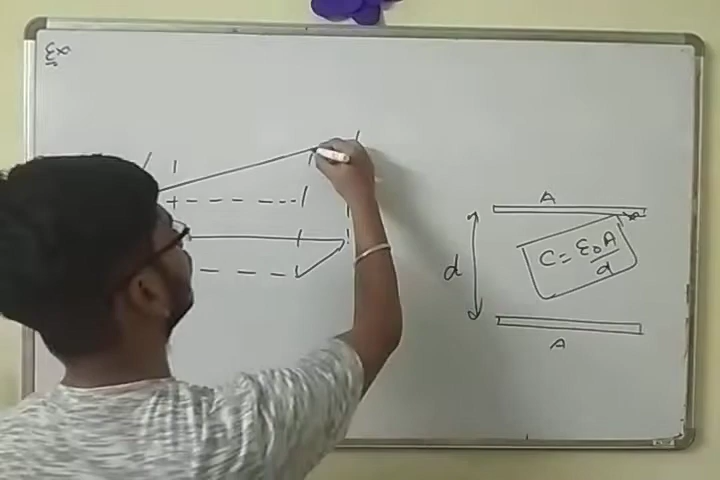 Ex
A
d
C = ε₀A/d
A